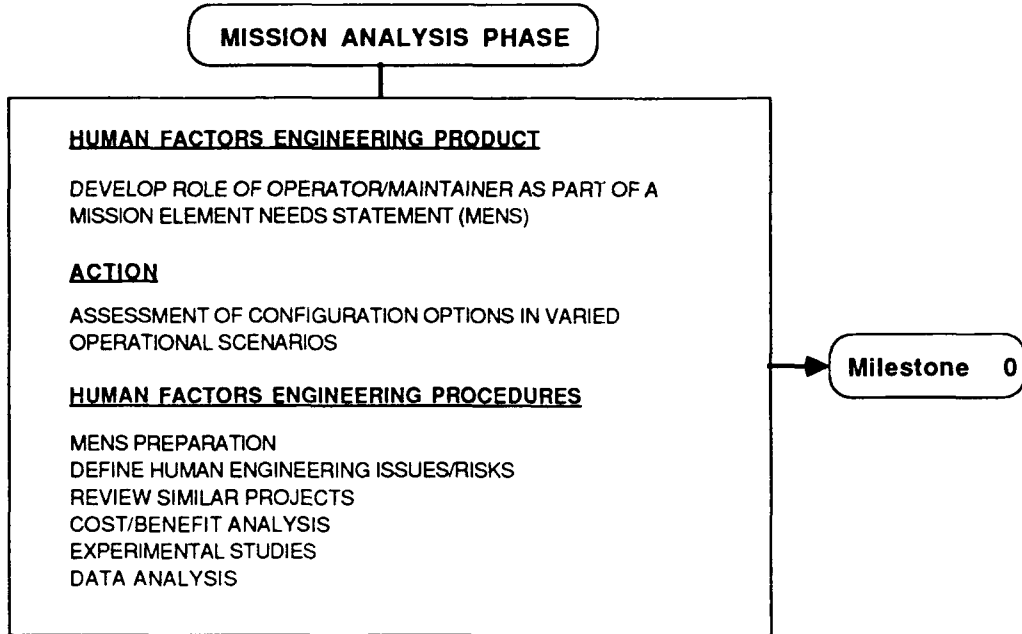 MISSION ANALYSIS PHASE
HUMAN FACTORS ENGINEERING PRODUCT
DEVELOP ROLE OF OPERATOR/MAINTAINER AS PART OF A
MISSION ELEMENT NEEDS STATEMENT (MENS)
ACTION
ASSESSMENT OF CONFIGURATION OPTIONS IN VARIED
OPERATIONAL SCENARIOS
Milestone 0
HUMAN FACTORS ENGINEERING PROCEDURES
MENS PREPARATION
DEFINE HUMAN ENGINEERING ISSUES/RISKS
REVIEW SIMILAR PROJECTS
COST/BENEFIT ANALYSIS
EXPERIMENTAL STUDIES
DATA ANALYSIS